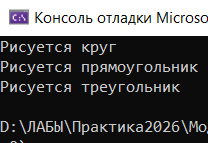 Консоль отладки Microso
Рисуется круг
Рисуется прямоугольник
Рисуется треугольник
D:\ЛАБЫ\Практика2026\Мо